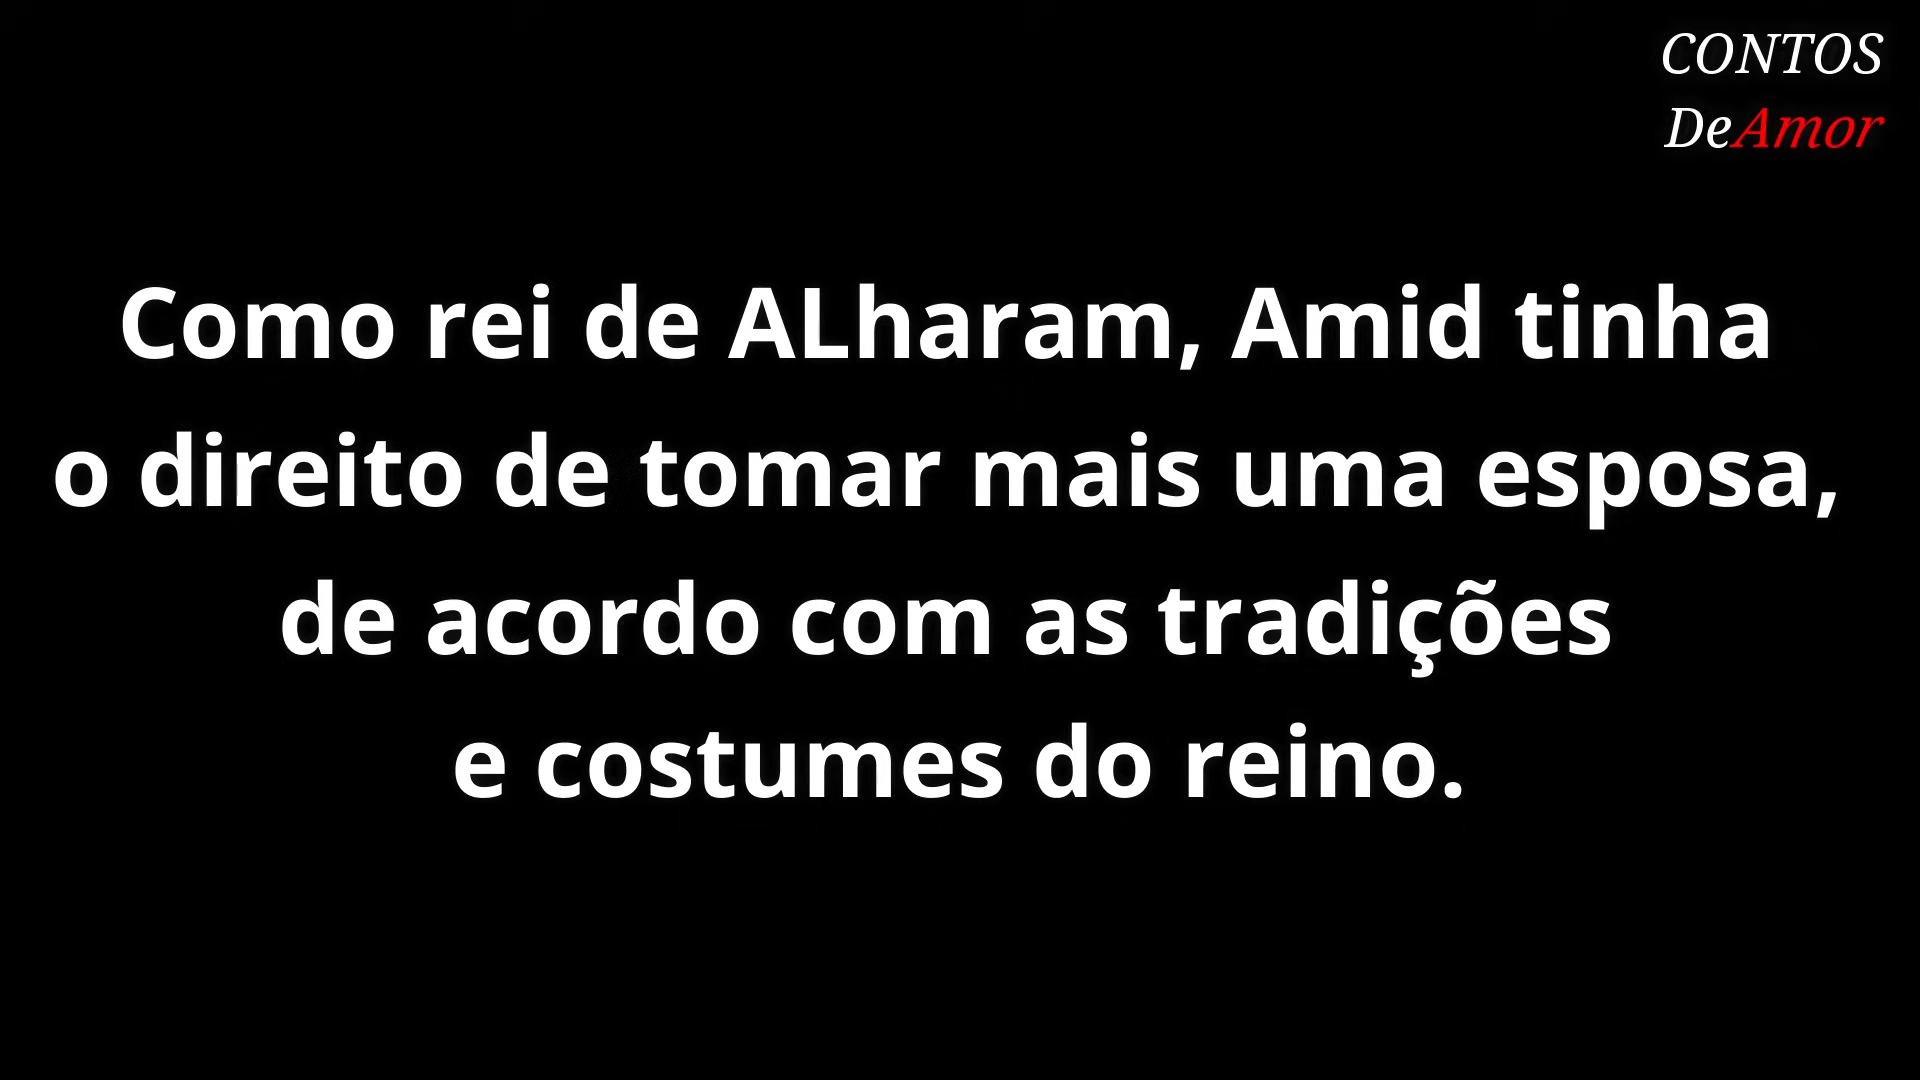 CONTOS
DeAmor
Como rei de ALharam, Amid tinha
o direito de tomar mais uma esposa,
de acordo com as tradições
e costumes do reino.